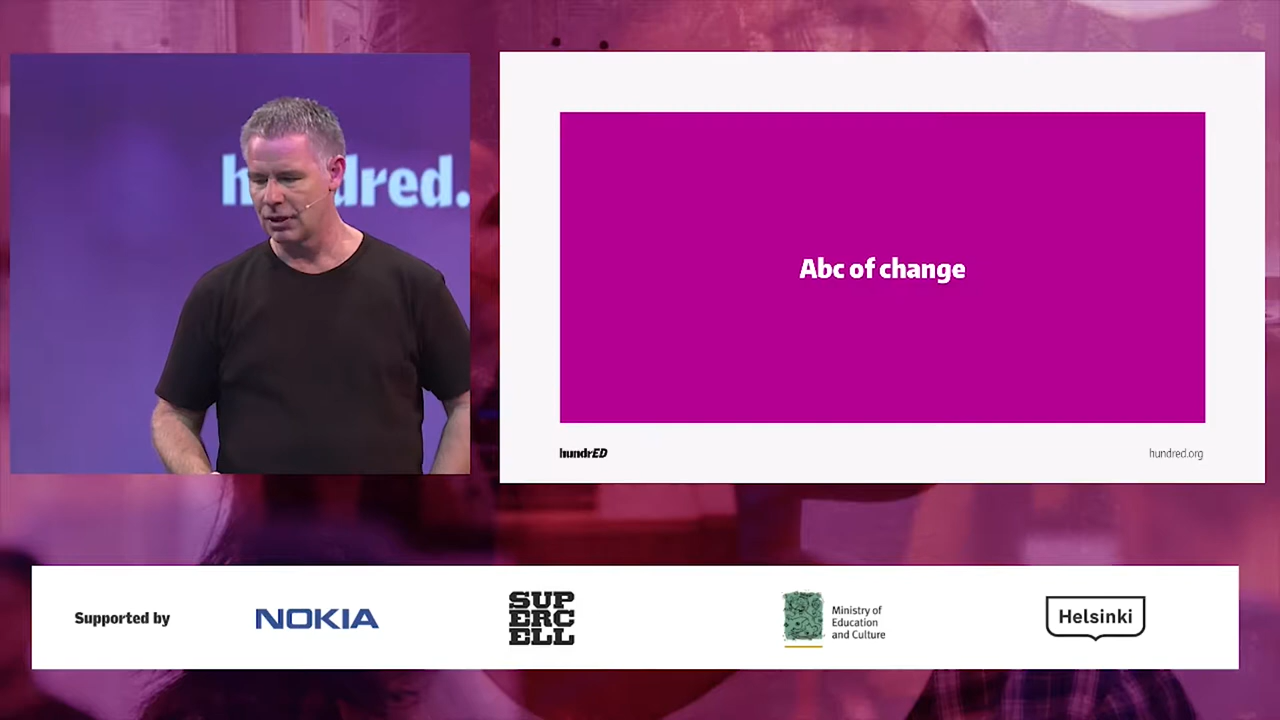 hundred.
Abc of change
hundrED
hundred.org
Supported by
NOKIA
SUP
ERC
ELL
Ministry of
Education
and Culture
Helsinki